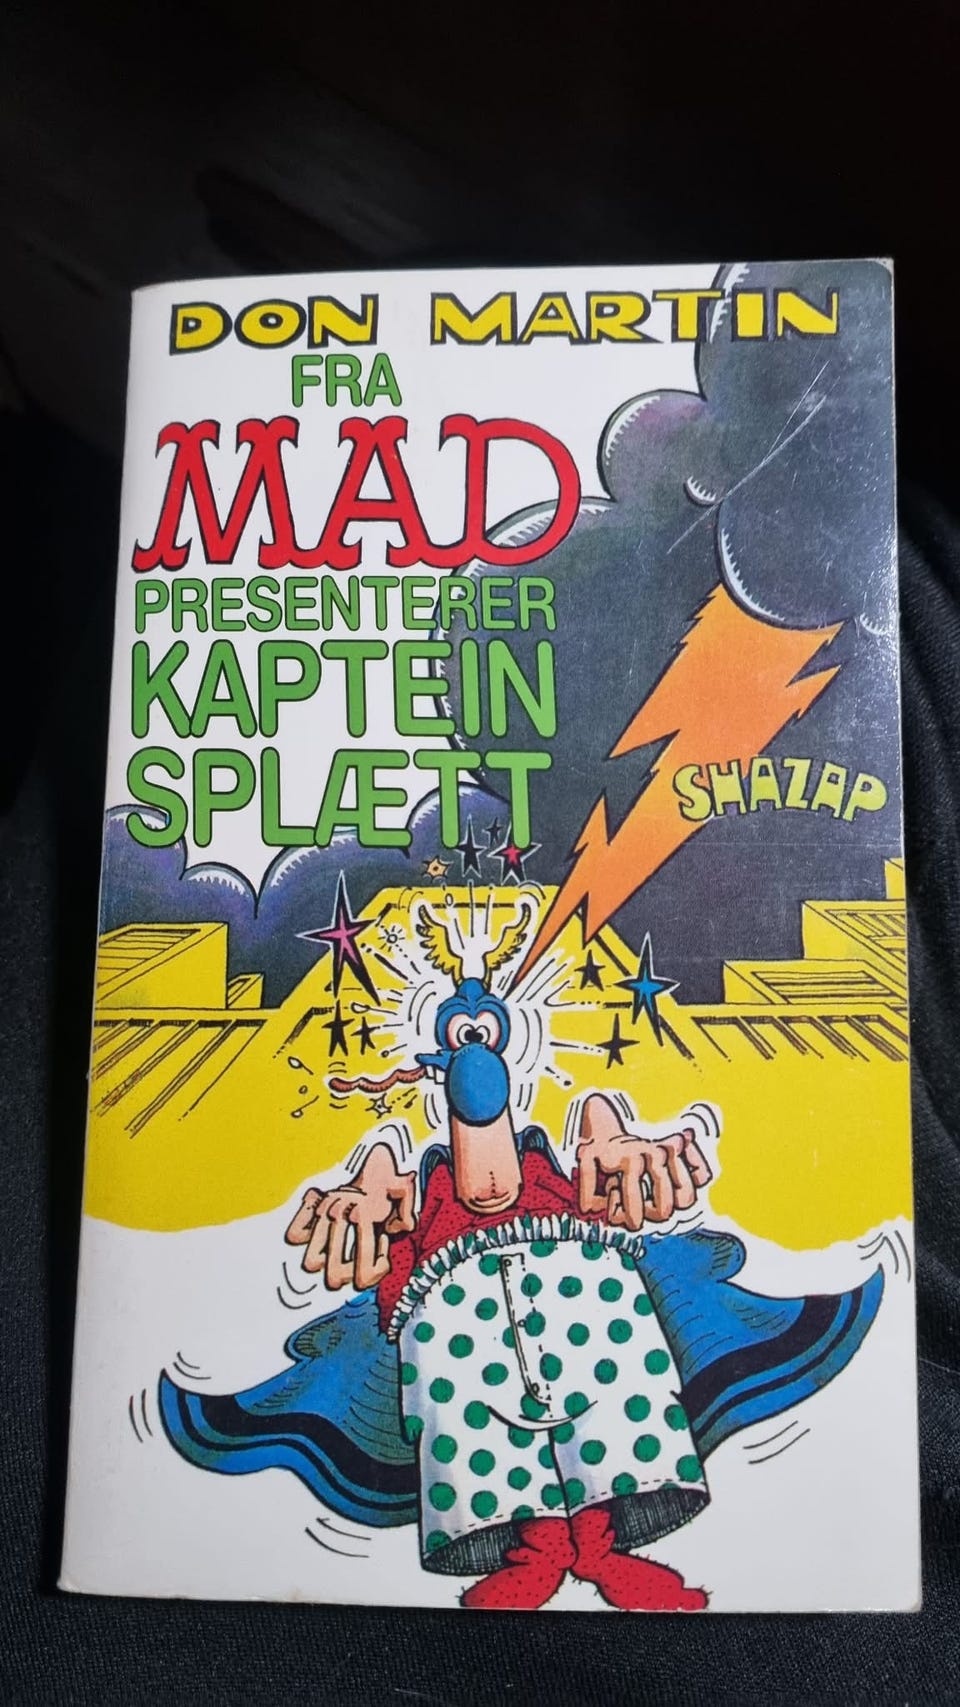 DON MARTIN
FRA
MAD
PRESENTERER
KAPTEIN
SPLÆTT
SHAZAP